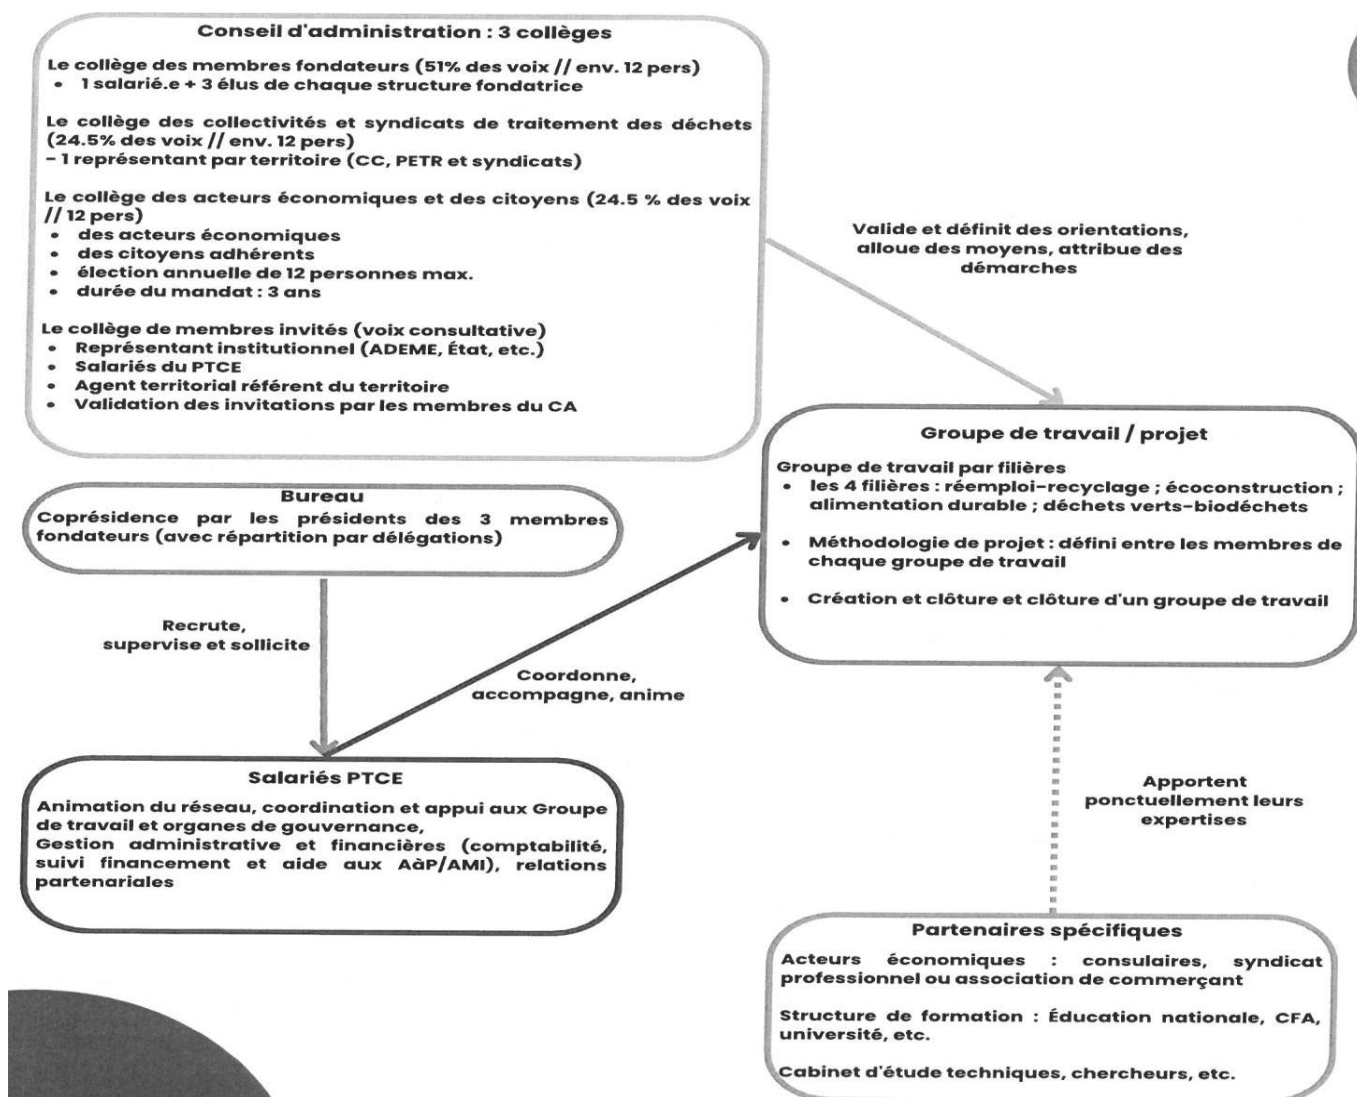 Conseil d'administration : 3 collèges
Le collège des membres fondateurs (51% des voix // env. 12 pers)
• 1 salarié.e + 3 élus de chaque structure fondatrice
Le collège des collectivités et syndicats de traitement des déchets
(24.5% des voix // env. 12 pers)
- 1 représentant par territoire (CC, PETR et syndicats)
Le collège des acteurs économiques et des citoyens (24.5 % des voix
// 12 pers)
• des acteurs économiques
• des citoyens adhérents
• élection annuelle de 12 personnes max.
• durée du mandat : 3 ans
Le collège de membres invités (voix consultative)
• Représentant institutionnel (ADEME, État, etc.)
• Salariés du PTCE
• Agent territorial référent du territoire
• Validation des invitations par les membres du CA
Valide et définit des orientations,
alloue des moyens, attribue des
démarches
Groupe de travail / projet
Groupe de travail par filières
• les 4 filières : réemploi-recyclage ; écoconstruction ;
alimentation durable ; déchets verts-biodéchets
• Méthodologie de projet : défini entre les membres de
chaque groupe de travail
• Création et clôture et clôture d'un groupe de travail
Bureau
Coprésidence par les présidents des 3 membres
fondateurs (avec répartition par délégations)
Recrute,
supervise et sollicite
Coordonne,
accompagne, anime
Salariés PTCE
Animation du réseau, coordination et appui aux Groupe
de travail et organes de gouvernance,
Gestion administrative et financières (comptabilité,
suivi financement et aide aux AàP/AMI), relations
partenariales
Apportent
ponctuellement leurs
expertises
Partenaires spécifiques
Acteurs économiques : consulaires, syndicat
professionnel ou association de commerçant
Structure de formation : Éducation nationale, CFA,
université, etc.
Cabinet d'étude techniques, chercheurs, etc.